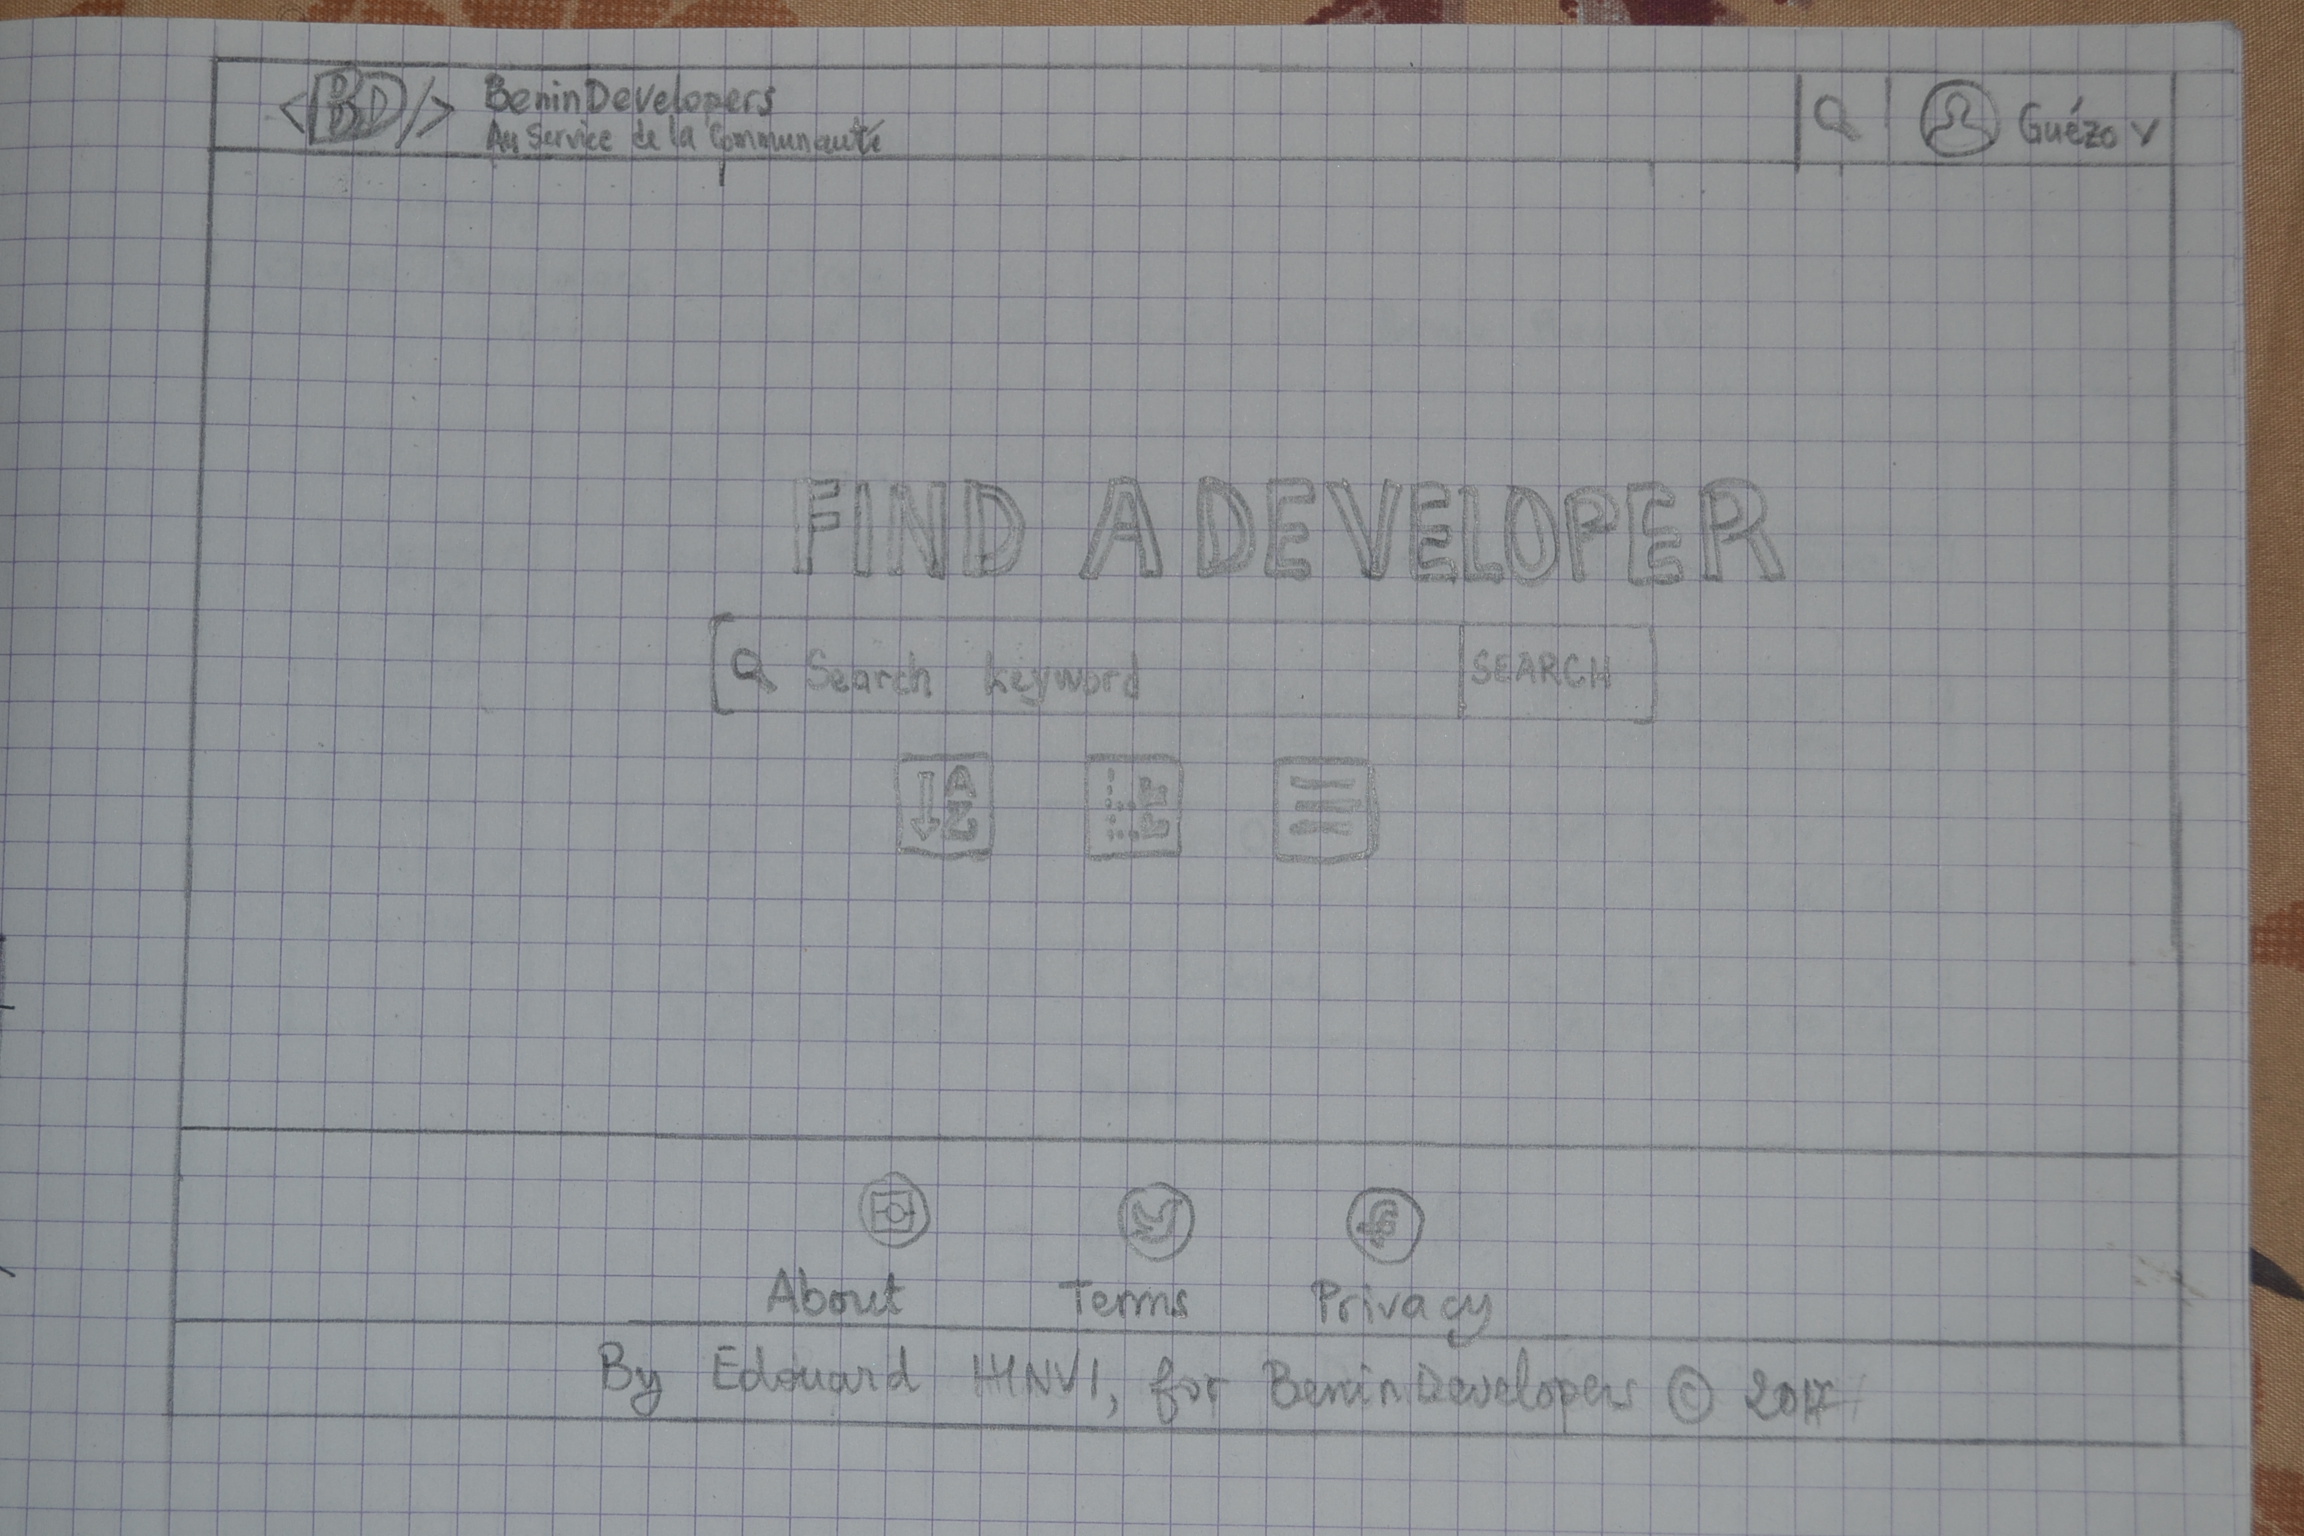 <BD/> BeninDevelopers
Au Service de la Communauté
Guézo
FIND A DEVELOPER
Search keyword SEARCH
A
Z
About Terms Privacy
By Edouard HINVI, for BeninDevelopers © 2017